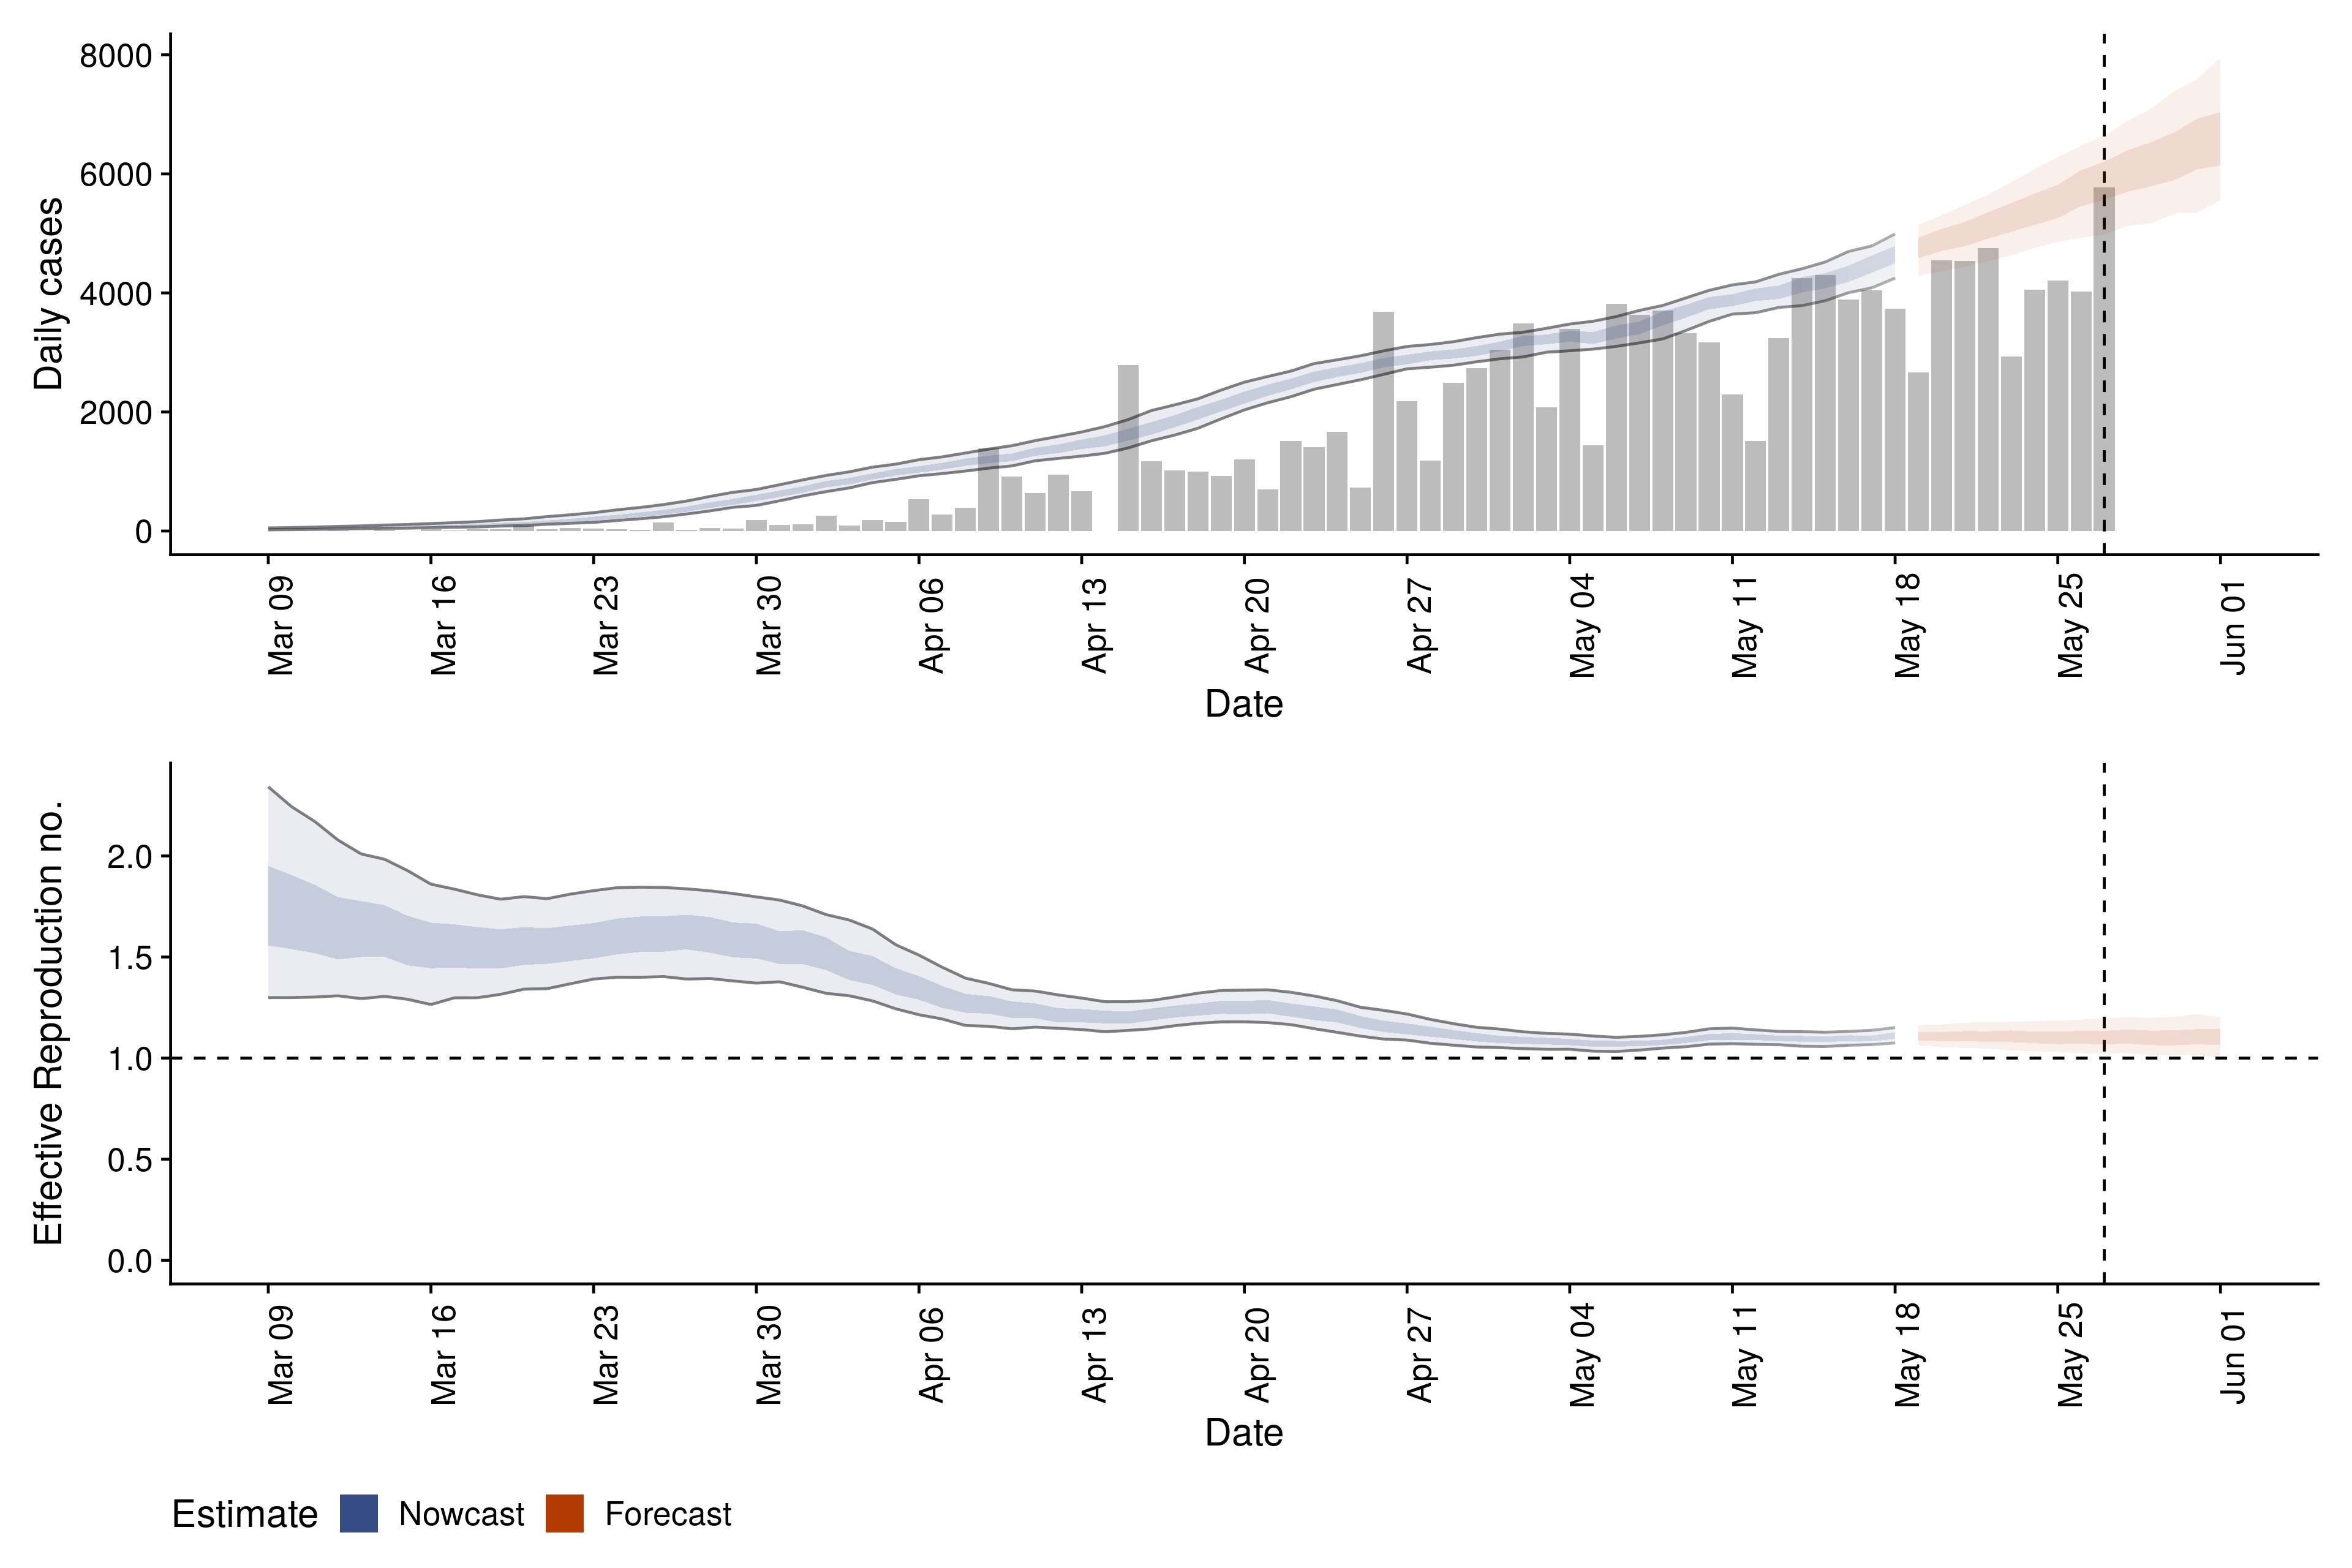 Daily cases
8000
6000
4000
2000
0
Mar 09 Mar 16 Mar 23 Mar 30 Apr 06 Apr 13 Apr 20 Apr 27 May 04 May 11 May 18 May 25 Jun 01
Date
Effective Reproduction no.
2.0
1.5
1.0
0.5
0.0
Mar 09 Mar 16 Mar 23 Mar 30 Apr 06 Apr 13 Apr 20 Apr 27 May 04 May 11 May 18 May 25 Jun 01
Date
Estimate Nowcast Forecast